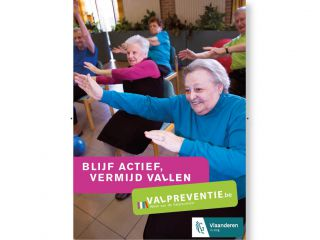 BLIJF ACTIEF,
VERMIJD VALLEN
VALPREVENTIE.be
Vlaanderen